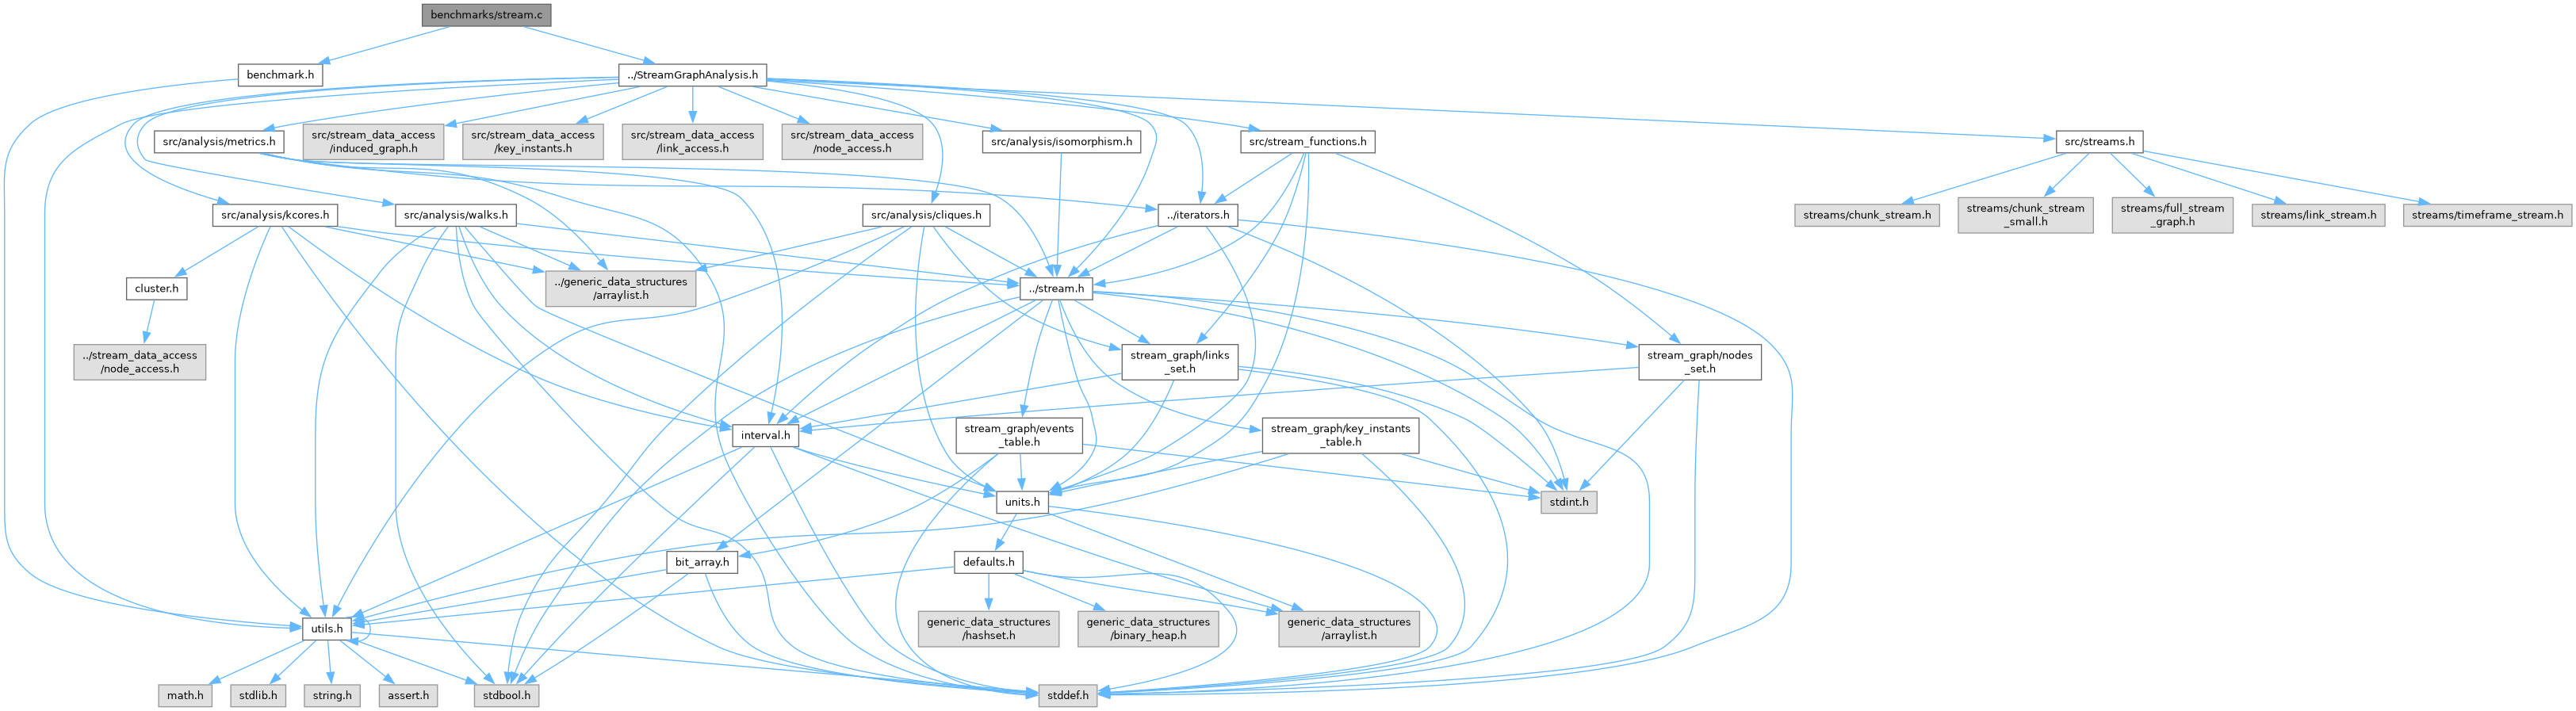 benchmarks/stream.c
benchmark.h
../StreamGraphAnalysis.h
src/analysis/metrics.h
src/stream_data_access
/induced_graph.h
src/stream_data_access
/key_instants.h
src/stream_data_access
/link_access.h
src/stream_data_access
/node_access.h
src/analysis/isomorphism.h
src/stream_functions.h
src/streams.h
src/analysis/kcores.h
src/analysis/walks.h
src/analysis/cliques.h
../iterators.h
streams/chunk_stream.h
streams/chunk_stream
_small.h
streams/full_stream
_graph.h
streams/link_stream.h
streams/timeframe_stream.h
cluster.h
../generic_data_structures
/arraylist.h
../stream.h
../stream_data_access
/node_access.h
stream_graph/links
_set.h
stream_graph/nodes
_set.h
interval.h
stream_graph/events
_table.h
stream_graph/key_instants
_table.h
units.h
stdint.h
bit_array.h
defaults.h
utils.h
generic_data_structures
/hashset.h
generic_data_structures
/binary_heap.h
generic_data_structures
/arraylist.h
math.h
stdlib.h
string.h
assert.h
stdbool.h
stddef.h